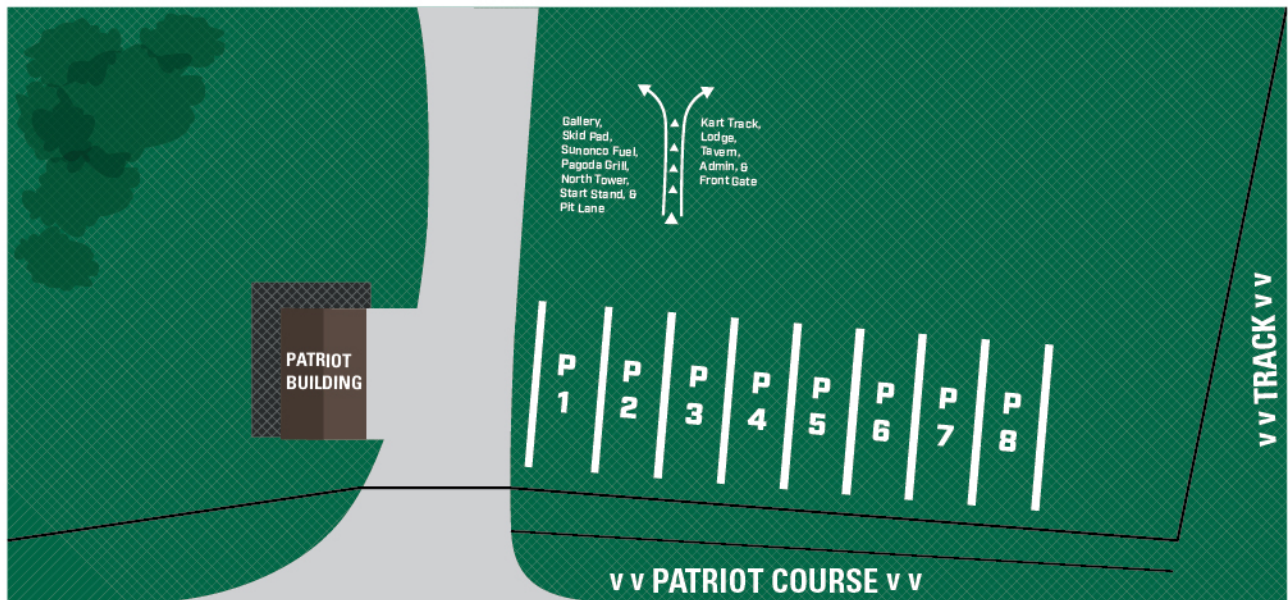 Gallery,
Skid Pad,
Sunonco Fuel,
Pagoda Grill,
North Tower,
Start Stand, &
Pit Lane
Kart Track,
Lodge,
Tavern,
Admin, &
Front Gate
PATRIOT
BUILDING
P
1
P
2
P
3
P
4
P
5
P
6
P
7
P
8
v v TRACK v v
v v PATRIOT COURSE v v